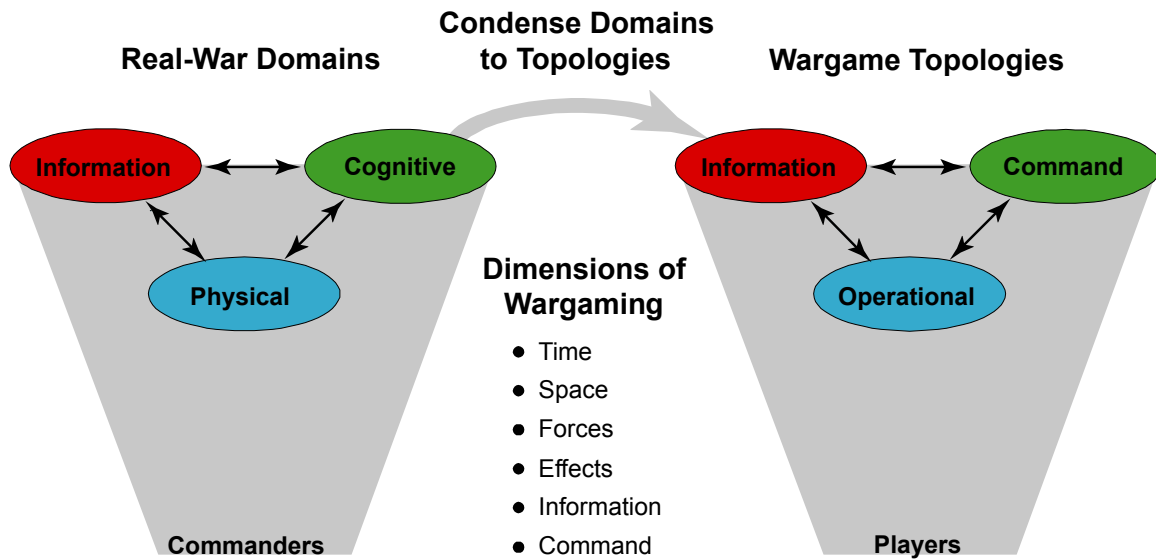 Real-War Domains
Condense Domains
to Topologies
Wargame Topologies
Information
Cognitive
Physical
Commanders
Dimensions of
Wargaming
• Time
• Space
• Forces
• Effects
• Information
• Command
Information
Command
Operational
Players